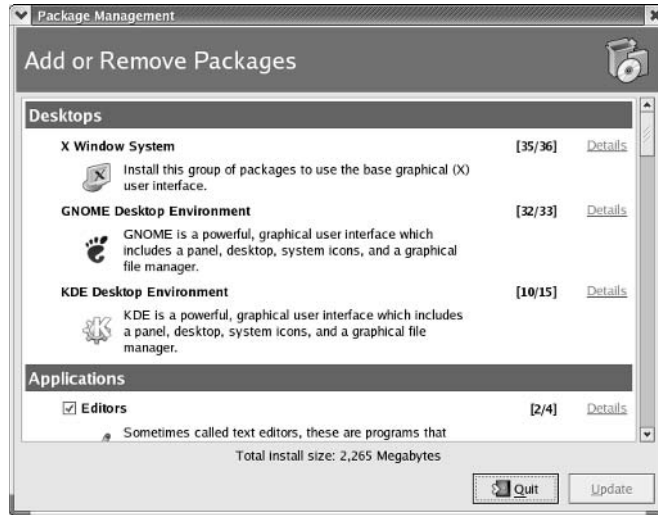 Package Management
Add or Remove Packages
Desktops
X Window System [35/36] Details
Install this group of packages to use the base graphical (X)
user interface.
GNOME Desktop Environment [32/33] Details
GNOME is a powerful, graphical user interface which
includes a panel, desktop, system icons, and a graphical
file manager.
KDE Desktop Environment [10/15] Details
KDE is a powerful, graphical user interface which includes
a panel, desktop, system icons, and a graphical file
manager.
Applications
Editors [2/4] Details
Sometimes called text editors, these are programs that
Total install size: 2,265 Megabytes
Quit Update